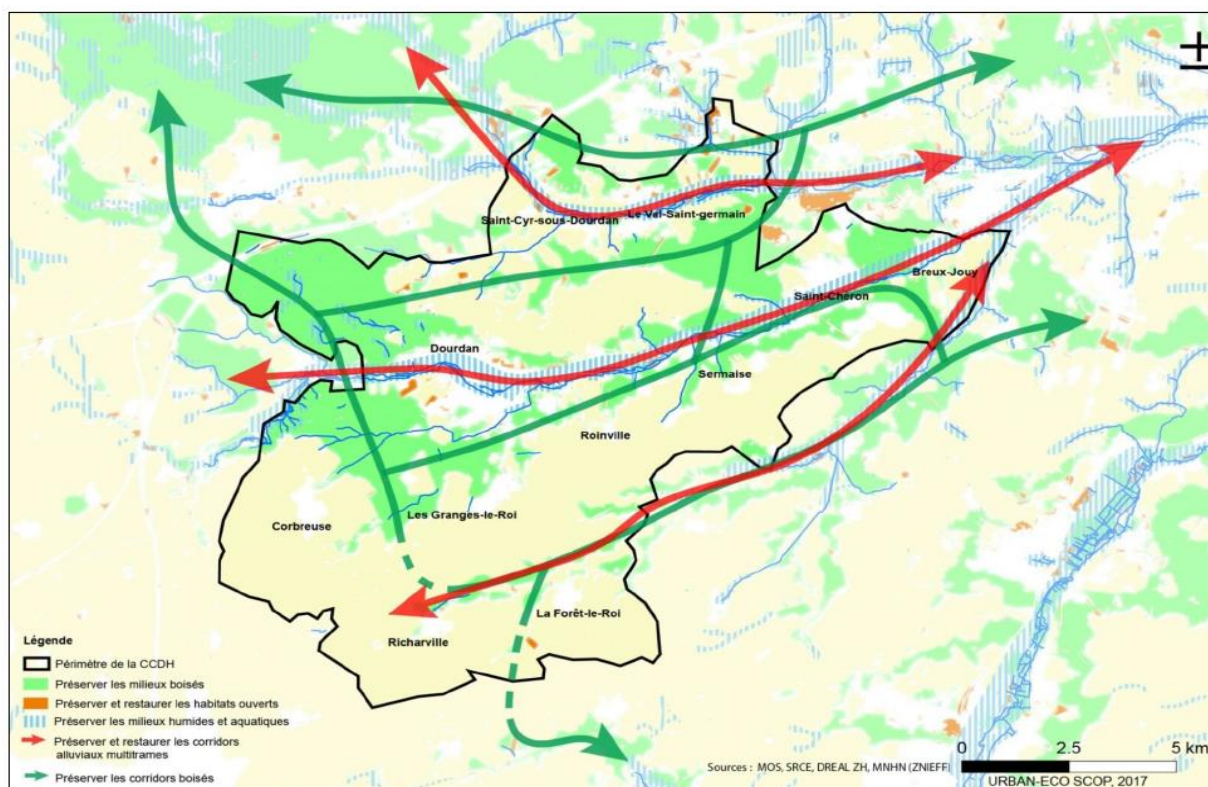 Saint-Cyr-sous-Dourdan
Le Val-Saint-germain
Breux-Jouy
Saint-Chéron
Dourdan
Sermaise
Roinville
Les Granges-le-Roi
Corbreuse
La Forêt-le-Roi
Richarville
Légende
Périmètre de la CCDH
Préserver les milieux boisés
Préserver et restaurer les habitats ouverts
Préserver les milieux humides et aquatiques
Préserver et restaurer les corridors
alluviaux multitrames
Préserver les corridors boisés
0 2.5 5 km
Sources : MOS, SRCE, DREAL ZH, MNHN (ZNIEFF)
URBAN-ECO SCOP, 2017